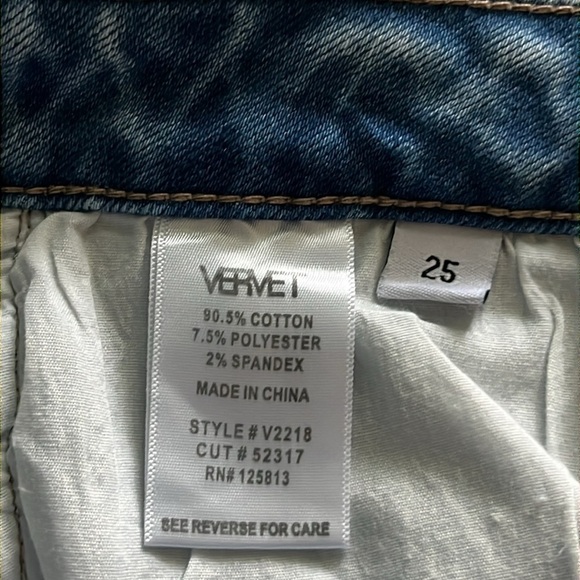 VERVET
90.5% COTTON
7.5% POLYESTER
2% SPANDEX
MADE IN CHINA
STYLE # V2218
CUT # 52317
RN# 125813
SEE REVERSE FOR CARE
25